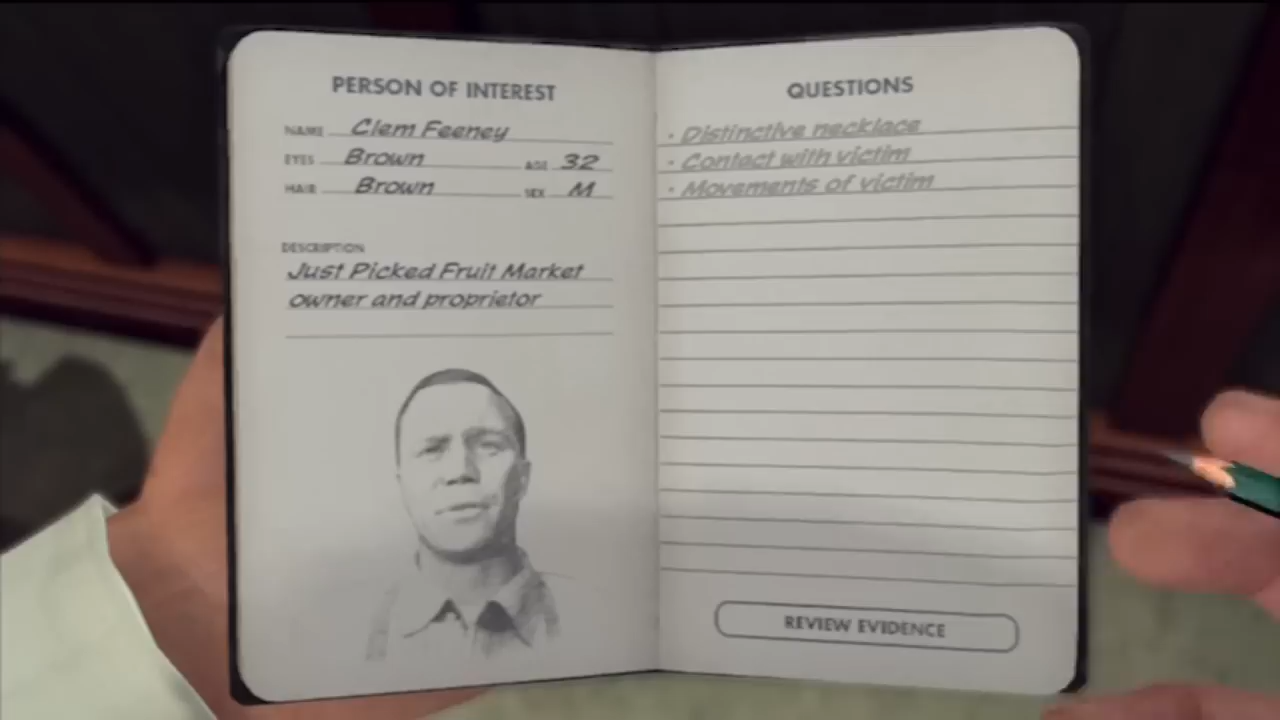 PERSON OF INTEREST
NAME Clem Feeney
EYES Brown AGE 32
HAIR Brown SEX M
DESCRIPTION
Just Picked Fruit Market
owner and proprietor
QUESTIONS
· Distinctive necklace
· Contact with victim
· Movements of victim
REVIEW EVIDENCE